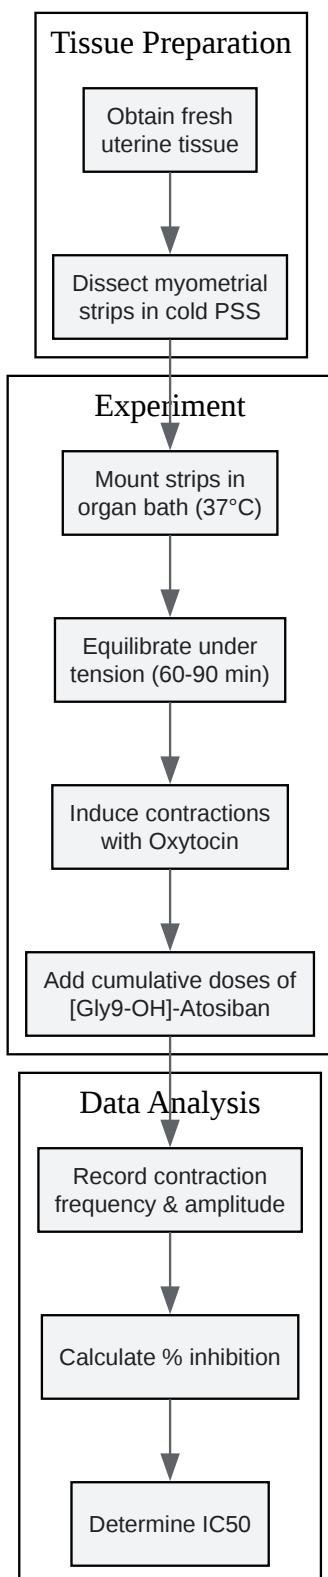 Tissue Preparation
Obtain fresh
uterine tissue
Dissect myometrial
strips in cold PSS
Experiment
Mount strips in
organ bath (37°C)
Equilibrate under
tension (60-90 min)
Induce contractions
with Oxytocin
Add cumulative doses of
[Gly9-OH]-Atosiban
Data Analysis
Record contraction
frequency & amplitude
Calculate % inhibition
Determine IC50